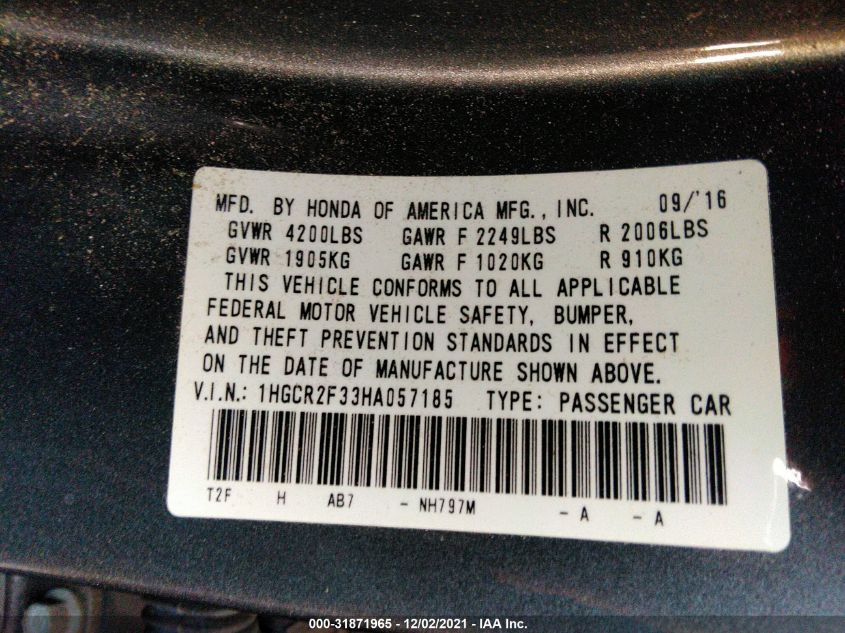 MFD. BY HONDA OF AMERICA MFG., INC. 09/'16
GVWR 4200LBS GAWR F 2249LBS R 2006LBS
GVWR 1905KG GAWR F 1020KG R 910KG
THIS VEHICLE CONFORMS TO ALL APPLICABLE
FEDERAL MOTOR VEHICLE SAFETY, BUMPER,
AND THEFT PREVENTION STANDARDS IN EFFECT
ON THE DATE OF MANUFACTURE SHOWN ABOVE.
V.I.N.: 1HGCR2F33HA057185 TYPE: PASSENGER CAR
T2F H AB7 - NH797M - A - A
000-31871965 - 12/02/2021 - IAA Inc.